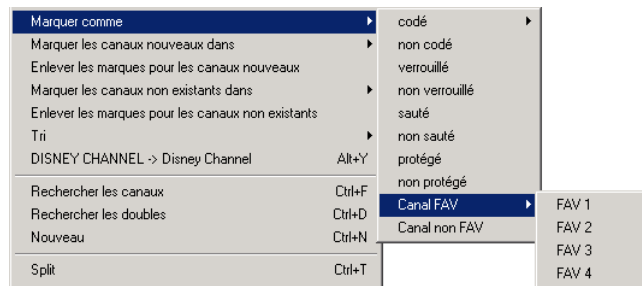 Marquer comme
Marquer les canaux nouveaux dans
Enlever les marques pour les canaux nouveaux
Marquer les canaux non existants dans
Enlever les marques pour les canaux non existants
Tri
DISNEY CHANNEL -> Disney Channel Alt+Y
Rechercher les canaux Ctrl+F
Rechercher les doubles Ctrl+D
Nouveau Ctrl+N
Split Ctrl+T
codé
non codé
verrouillé
non verrouillé
sauté
non sauté
protégé
non protégé
Canal FAV
Canal non FAV
FAV 1
FAV 2
FAV 3
FAV 4